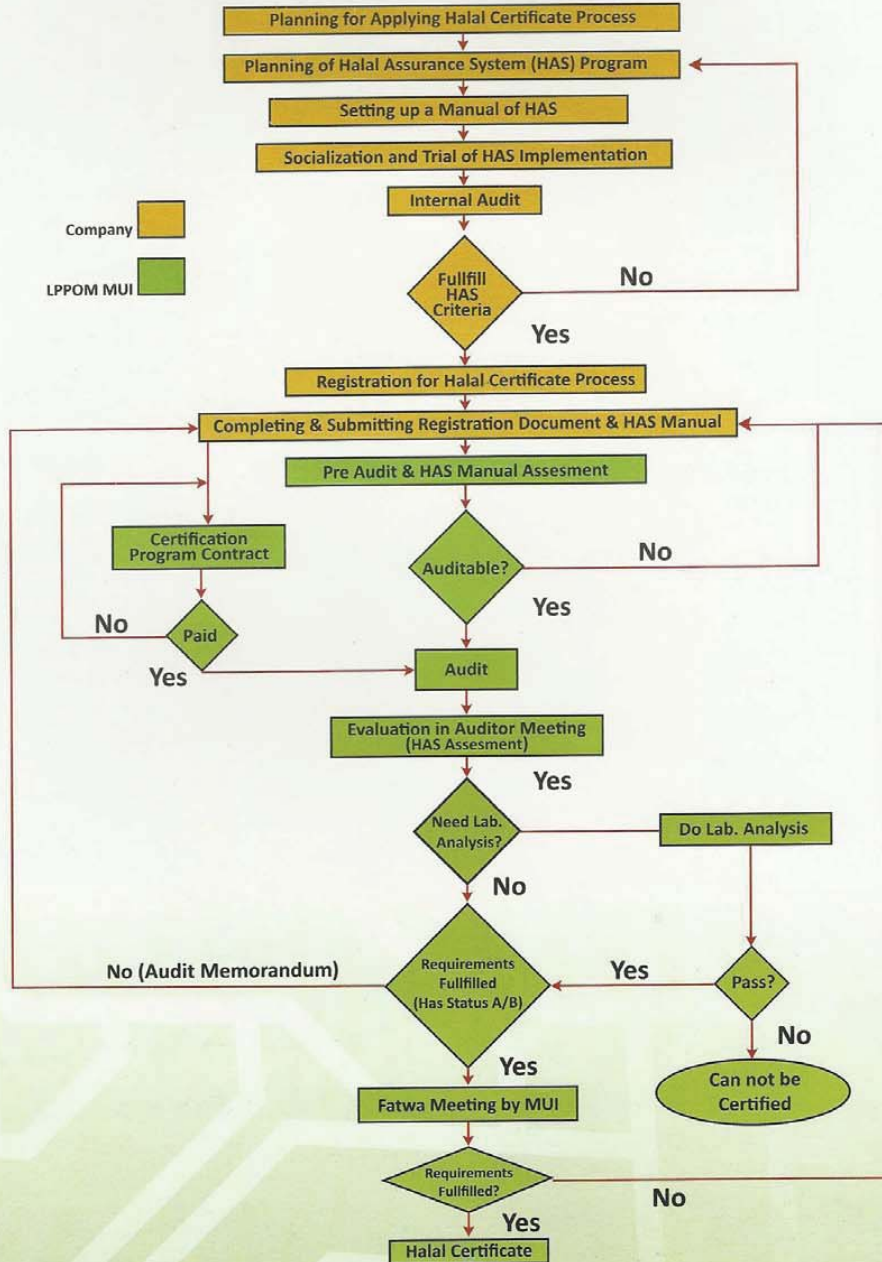 Planning for Applying Halal Certificate Process
Planning of Halal Assurance System (HAS) Program
Setting up a Manual of HAS
Socialization and Trial of HAS Implementation
Internal Audit
Company
LPPOM MUI
Fullfill
HAS
Criteria
No
Yes
Registration for Halal Certificate Process
Completing & Submitting Registration Document & HAS Manual
Pre Audit & HAS Manual Assesment
Certification
Program Contract
Auditable?
No
Yes
No
Paid
Yes
Audit
Evaluation in Auditor Meeting
(HAS Assesment)
Yes
Need Lab.
Analysis?
Do Lab. Analysis
No
No (Audit Memorandum)
Requirements
Fullfilled
(Has Status A/B)
Yes
Pass?
No
Yes
Can not be
Certified
Fatwa Meeting by MUI
Requirements
Fullfilled?
No
Yes
Halal Certificate